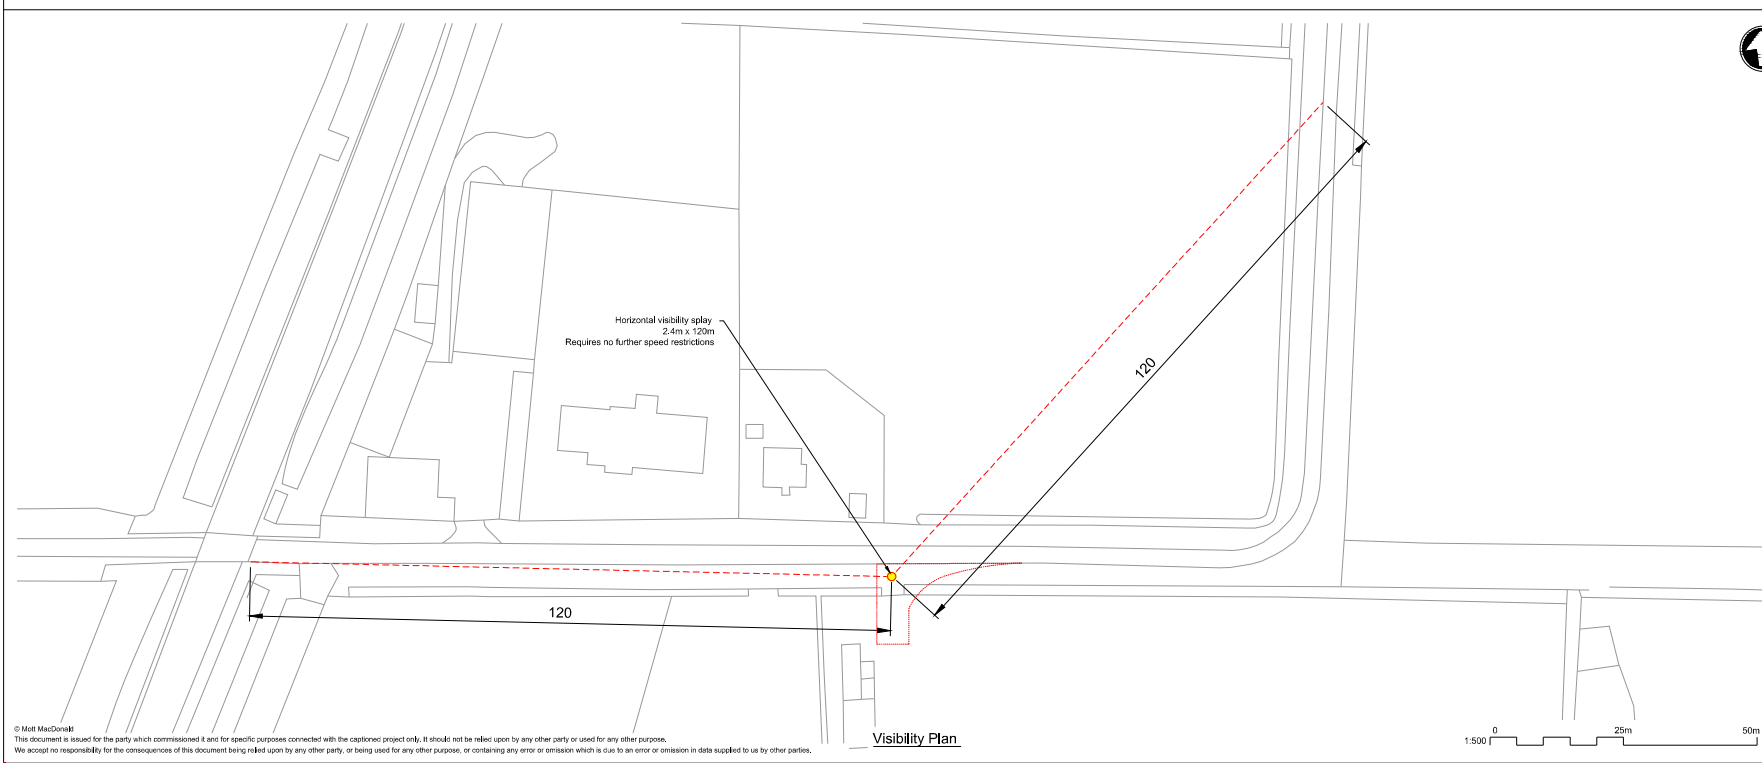 Horizontal visibility splay
2.4m x 120m
Requires no further speed restrictions
120
120
© Mott MacDonald
This document is issued for the party which commissioned it and for specific purposes connected with the captioned project only. It should not be relied upon by any other party or used for any other purpose.
We accept no responsibility for the consequences of this document being relied upon by any other party, or being used for any other purpose, or containing any error or omission which is due to an error or omission in data supplied to us by other parties.
Visibility Plan
1:500
0 25m 50m